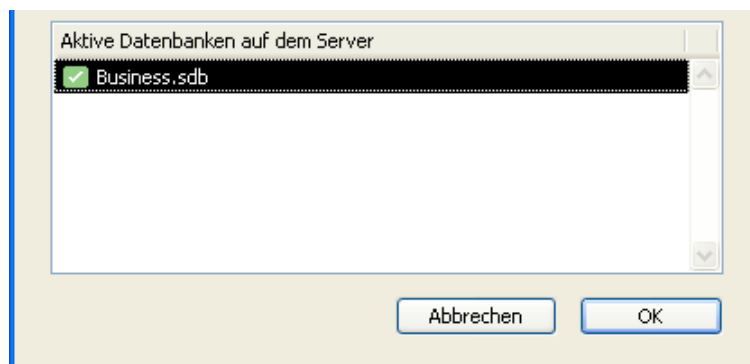 Aktive Datenbanken auf dem Server
Business.sdb
Abbrechen
OK